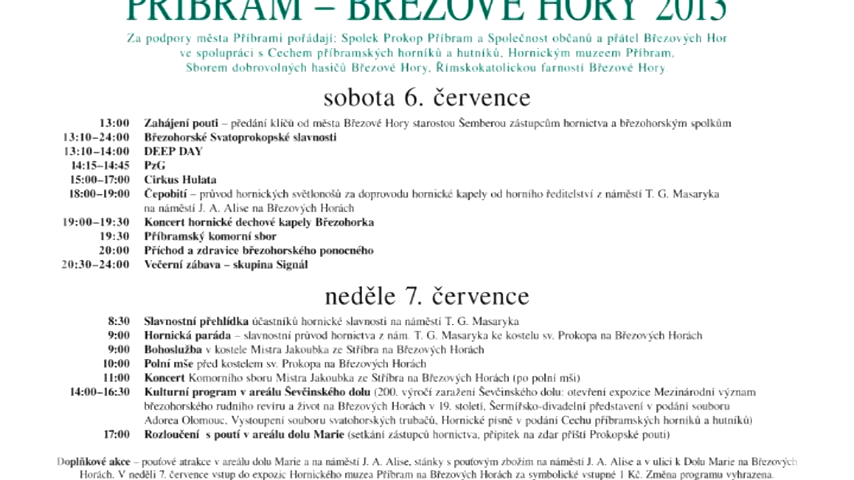 PŘÍBRAM – BŘEZOVÉ HORY 2013
Za podpory města Příbrami pořádají: Spolek Prokop Příbram a Společnost občanů a přátel Březových Hor
ve spolupráci s Cechem příbramských horníků a hutníků, Hornickým muzeem Příbram,
Sborem dobrovolných hasičů Březové Hory, Římskokatolickou farností Březové Hory
sobota 6. července
13:00 Zahájení pouti – předání klíčů od města Březové Hory starostou Šemberou zástupcům hornictva a březohorským spolkům
13:10–24:00 Březohorské Svatoprokopské slavnosti
13:10–14:00 DEEP DAY
14:15–14:45 PzG
15:00–17:00 Cirkus Hulata
18:00–19:00 Čepobití – průvod hornických světlonošů za doprovodu hornické kapely od horního ředitelství z náměstí T. G. Masaryka
na náměstí J. A. Alise na Březových Horách
19:00–19:30 Koncert hornické dechové kapely Březohorka
19:30 Příbramský komorní sbor
20:00 Příchod a zdravice březohorského ponocného
20:30–24:00 Večerní zábava – skupina Signál
neděle 7. července
8:30 Slavnostní přehlídka účastníků hornické slavnosti na náměstí T. G. Masaryka
9:00 Hornická paráda – slavnostní průvod hornictva z nám. T. G. Masaryka ke kostelu sv. Prokopa na Březových Horách
9:00 Bohoslužba v kostele Mistra Jakoubka ze Stříbra na Březových Horách
10:00 Polní mše před kostelem sv. Prokopa na Březových Horách
11:00 Koncert Komorního sboru Mistra Jakoubka ze Stříbra na Březových Horách (po polní mši)
14:00–16:30 Kulturní program v areálu Ševčinského dolu (200. výročí zaražení Ševčinského dolu: otevření expozice Mezinárodní význam
březohorského rudního revíru a život na Březových Horách v 19. století, Šermířsko-divadelní představení v podání souboru
Adorea Olomouc, Vystoupení souboru svatohorských trubačů, Hornické písně v podání Cechu příbramských horníků a hutníků)
17:00 Rozloučení s poutí v areálu dolu Marie (setkání zástupců hornictva, přípitek na zdar příští Prokopské pouti)
Doplňkové akce – pouťové atrakce v areálu dolu Marie a na náměstí J. A. Alise, stánky s pouťovým zbožím na náměstí J. A. Alise a v ulici k Dolu Marie na Březových
Horách. V neděli 7. července vstup do expozic Hornického muzea Příbram na Březových Horách za symbolické vstupné 1 Kč. Změna programu vyhrazena.